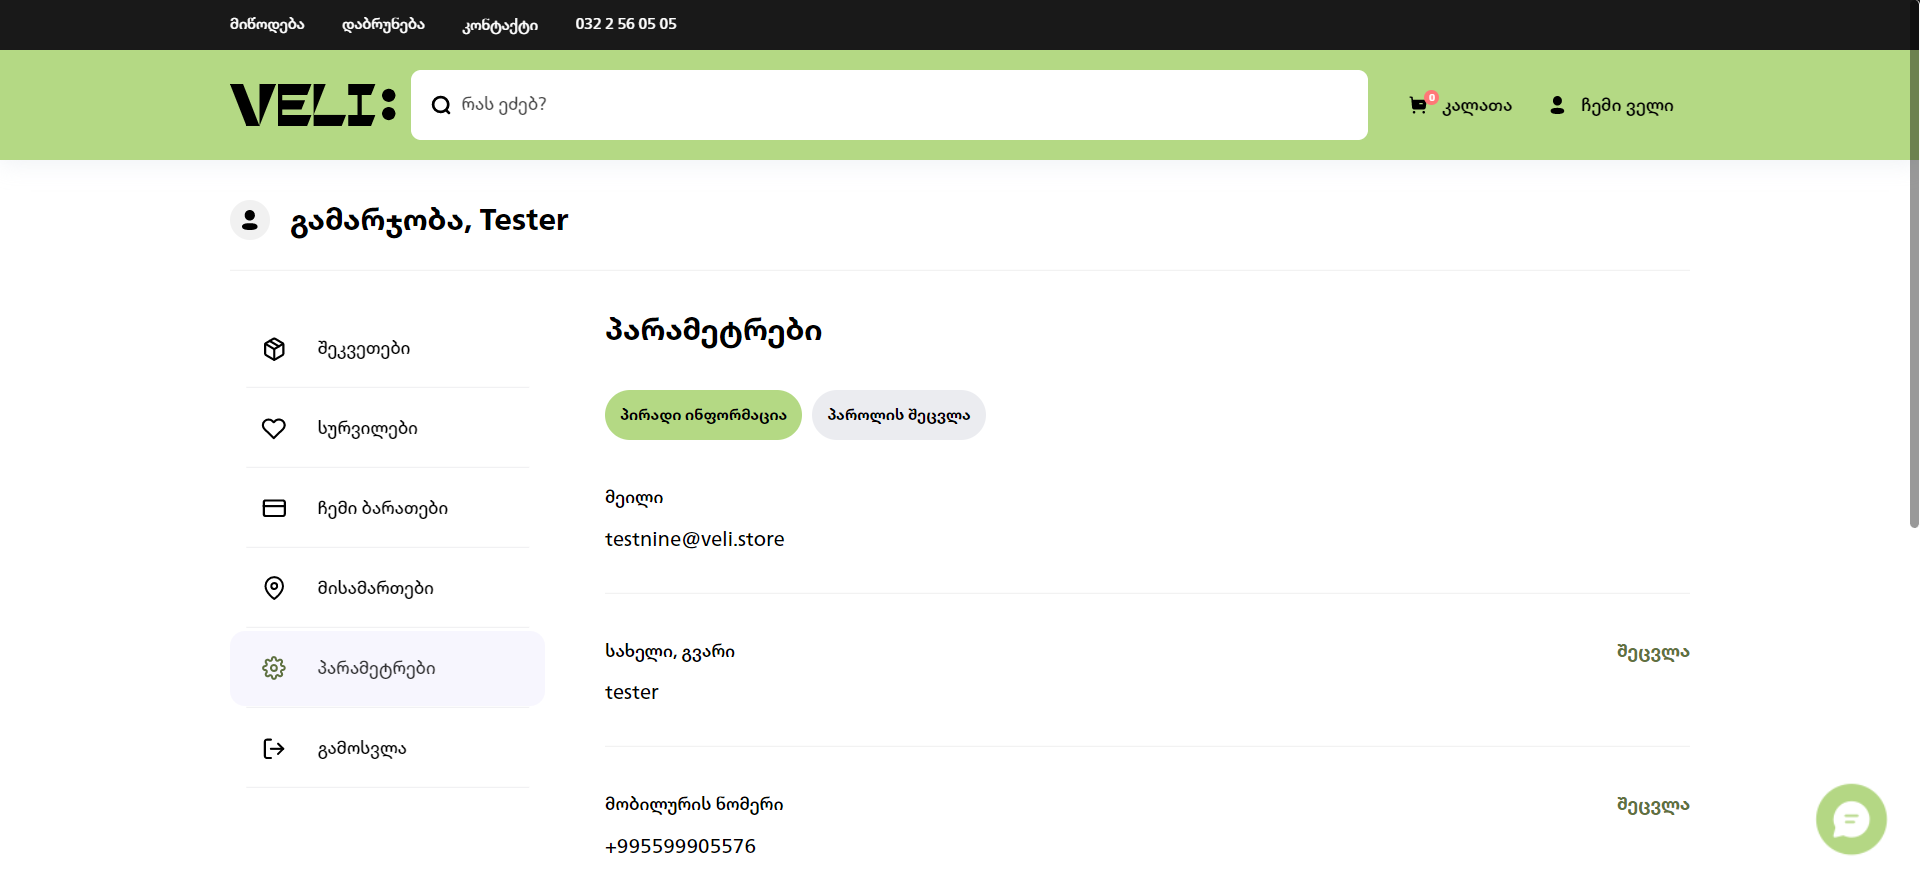 მიწოდება დაბრუნება კონტაქტი 032 2 56 05 05
VELI: რას ეძებ? 0 კალათა ჩემი ველი
გამარჯობა, Tester
შეკვეთები
სურვილები
ჩემი ბარათები
მისამართები
პარამეტრები
გამოსვლა
პარამეტრები
პირადი ინფორმაცია პაროლის შეცვლა
მეილი
testnine@veli.store
სახელი, გვარი შეცვლა
tester
მობილურის ნომერი შეცვლა
+995599905576